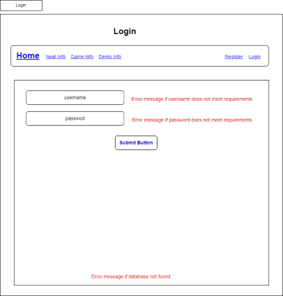 Login
Login
Home Neat Info Game Info Demo Info Register Login
username Error message if username does not meet requirements
password Error message if password does not meet requirements
Submit Button
Error message if database not found